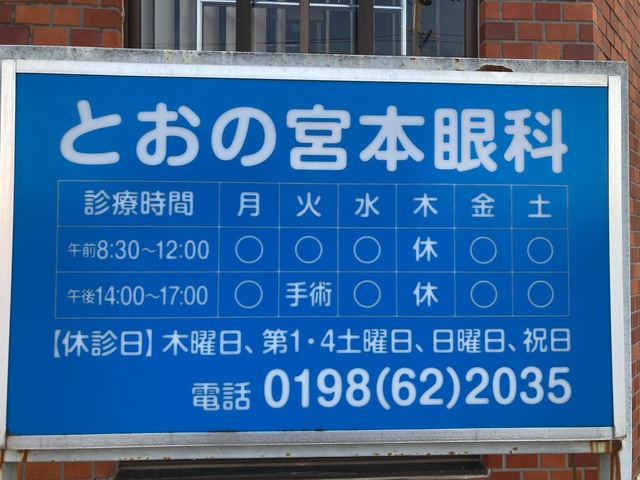 とおの宮本眼科
診療時間 月 火 水 木 金 土
午前8:30～12:00 ○ ○ ○ 休 ○ ○
午後14:00～17:00 ○ 手術 ○ 休 ○ ○
【休診日】木曜日、第1・4土曜日、日曜日、祝日
電話 0198(62)2035